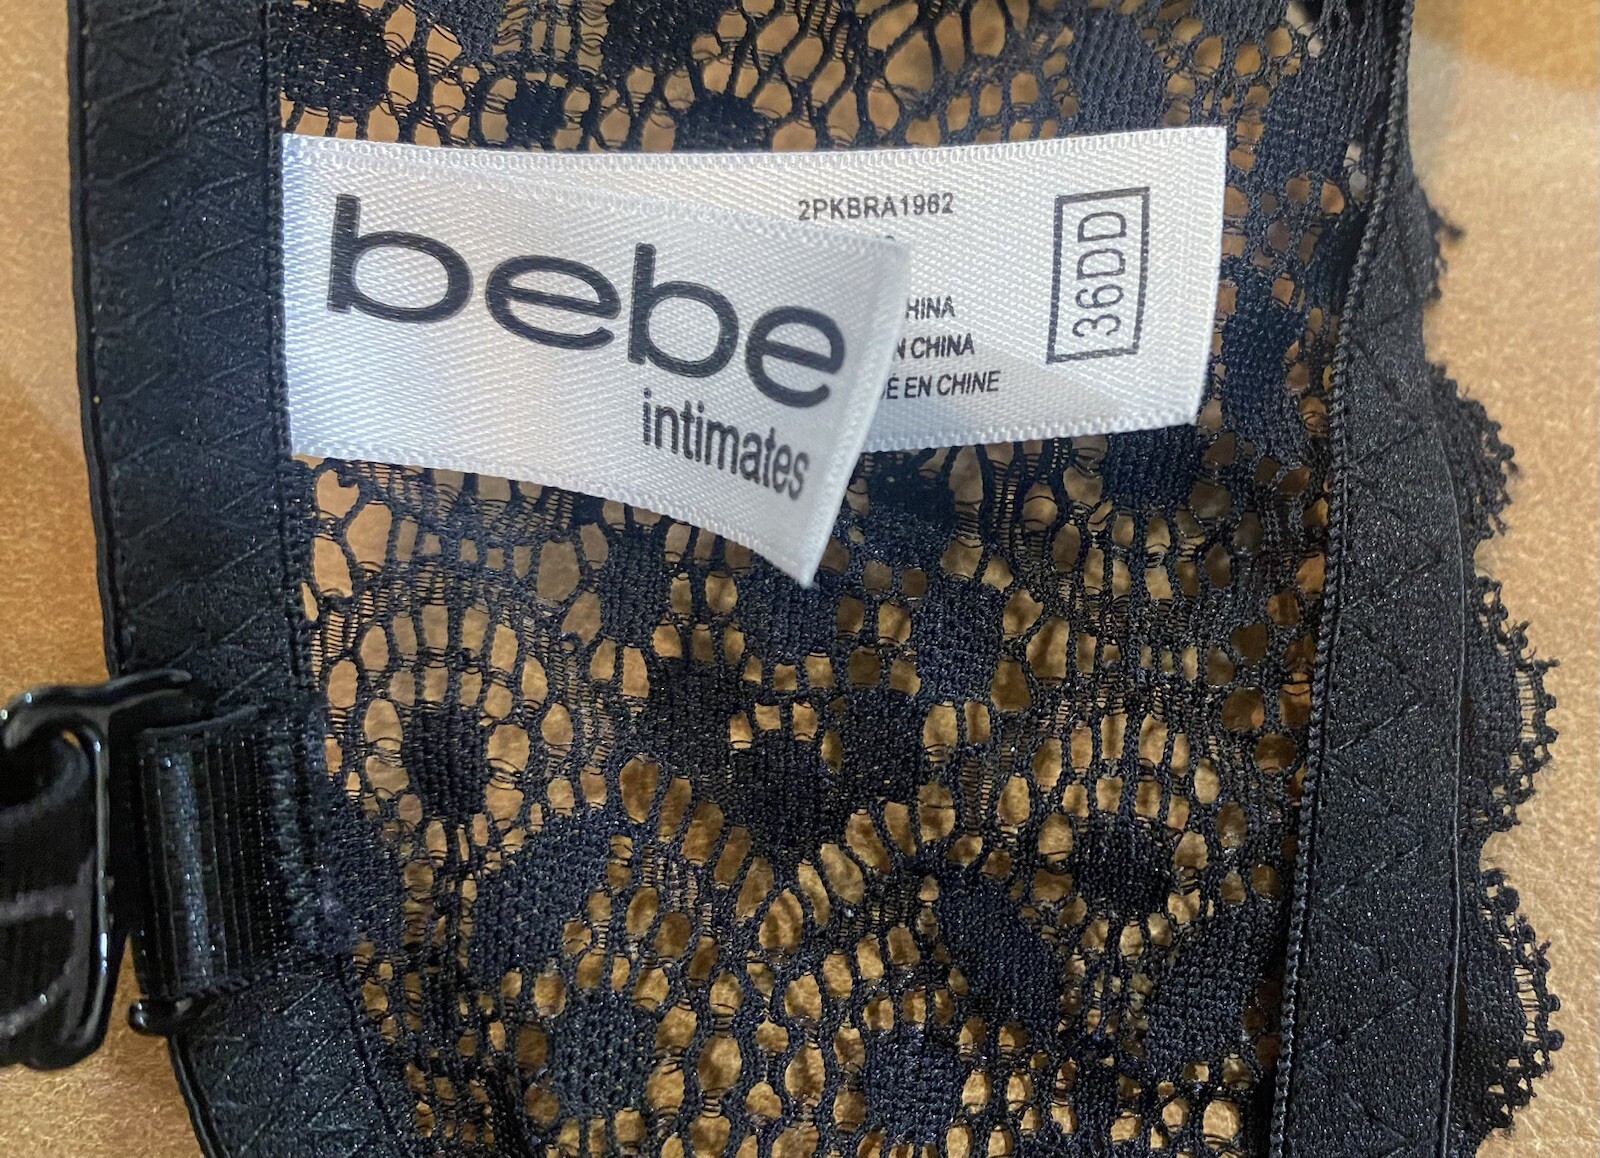 bebe
intimates
2PKBRA1962
HINA
N CHINA
É EN CHINE
36DD